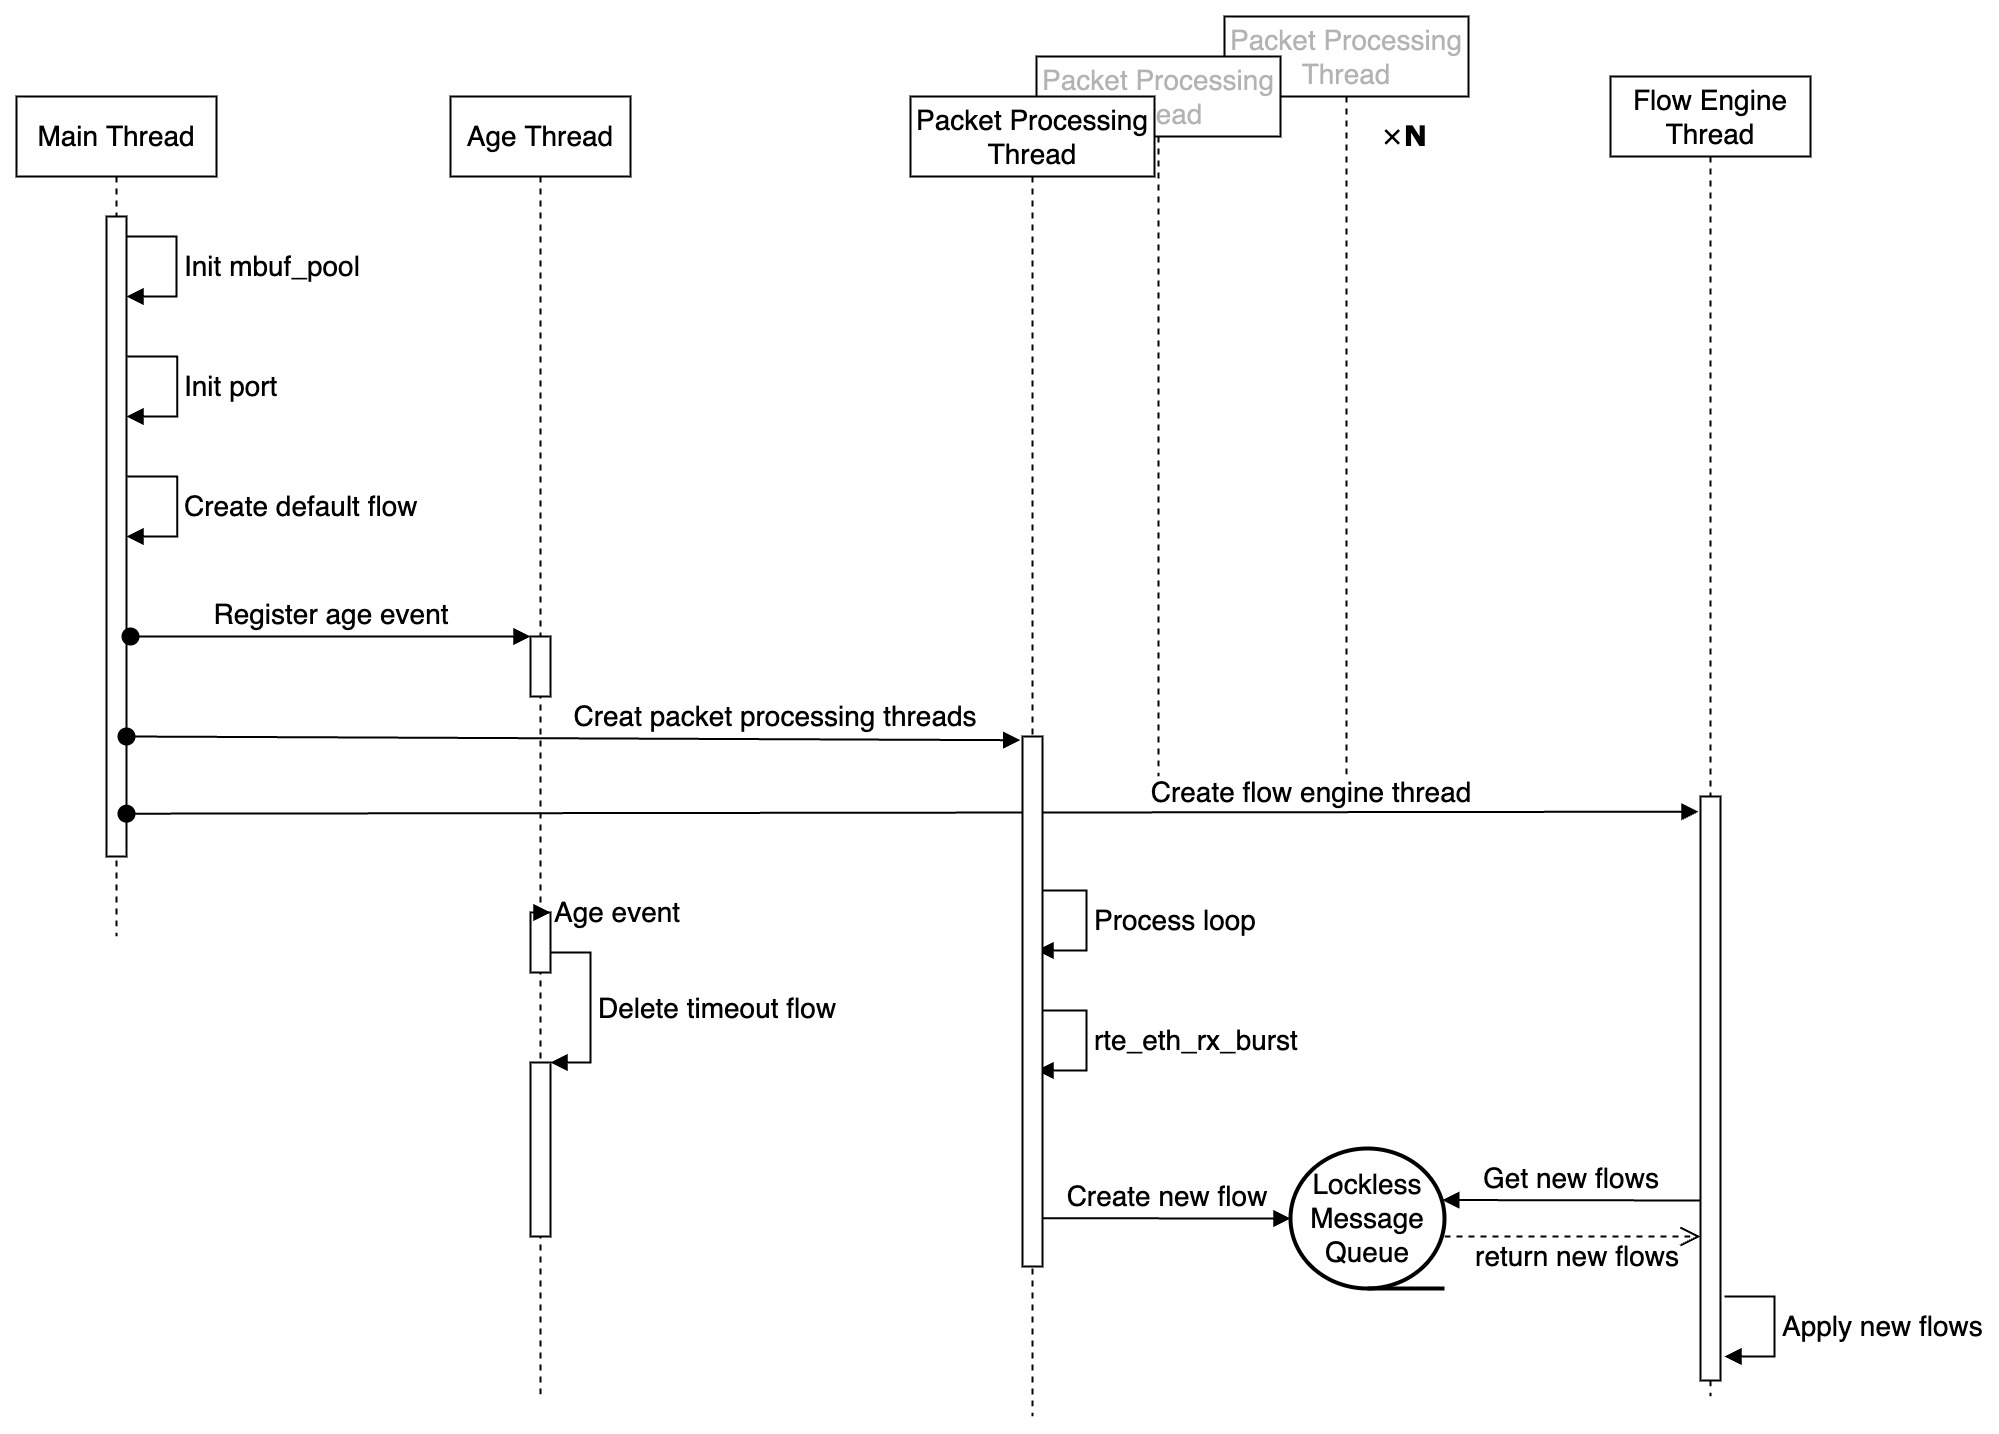 Packet Processing
Thread
Packet Processing
ead
Main Thread
Age Thread
Packet Processing
Thread
×N
Flow Engine
Thread
Init mbuf_pool
Init port
Create default flow
Register age event
Creat packet processing threads
Create flow engine thread
Age event
Process loop
Delete timeout flow
rte_eth_rx_burst
Create new flow
Lockless
Message
Queue
Get new flows
return new flows
Apply new flows